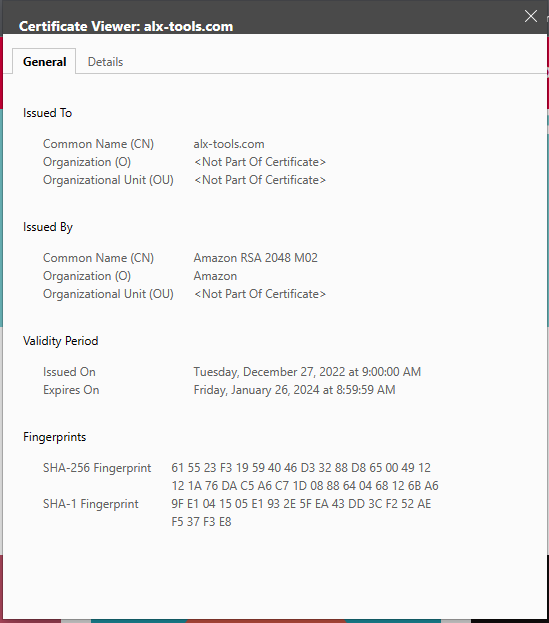 Certificate Viewer: alx-tools.com
General Details
Issued To
Common Name (CN) alx-tools.com
Organization (O) <Not Part Of Certificate>
Organizational Unit (OU) <Not Part Of Certificate>
Issued By
Common Name (CN) Amazon RSA 2048 M02
Organization (O) Amazon
Organizational Unit (OU) <Not Part Of Certificate>
Validity Period
Issued On Tuesday, December 27, 2022 at 9:00:00 AM
Expires On Friday, January 26, 2024 at 8:59:59 AM
Fingerprints
SHA-256 Fingerprint 61 55 23 F3 19 59 40 46 D3 32 88 D8 65 00 49 12
12 1A 76 DA C5 A6 C7 1D 08 88 64 04 68 12 6B A6
SHA-1 Fingerprint 9F E1 04 15 05 E1 93 2E 5F EA 43 DD 3C F2 52 AE
F5 37 F3 E8